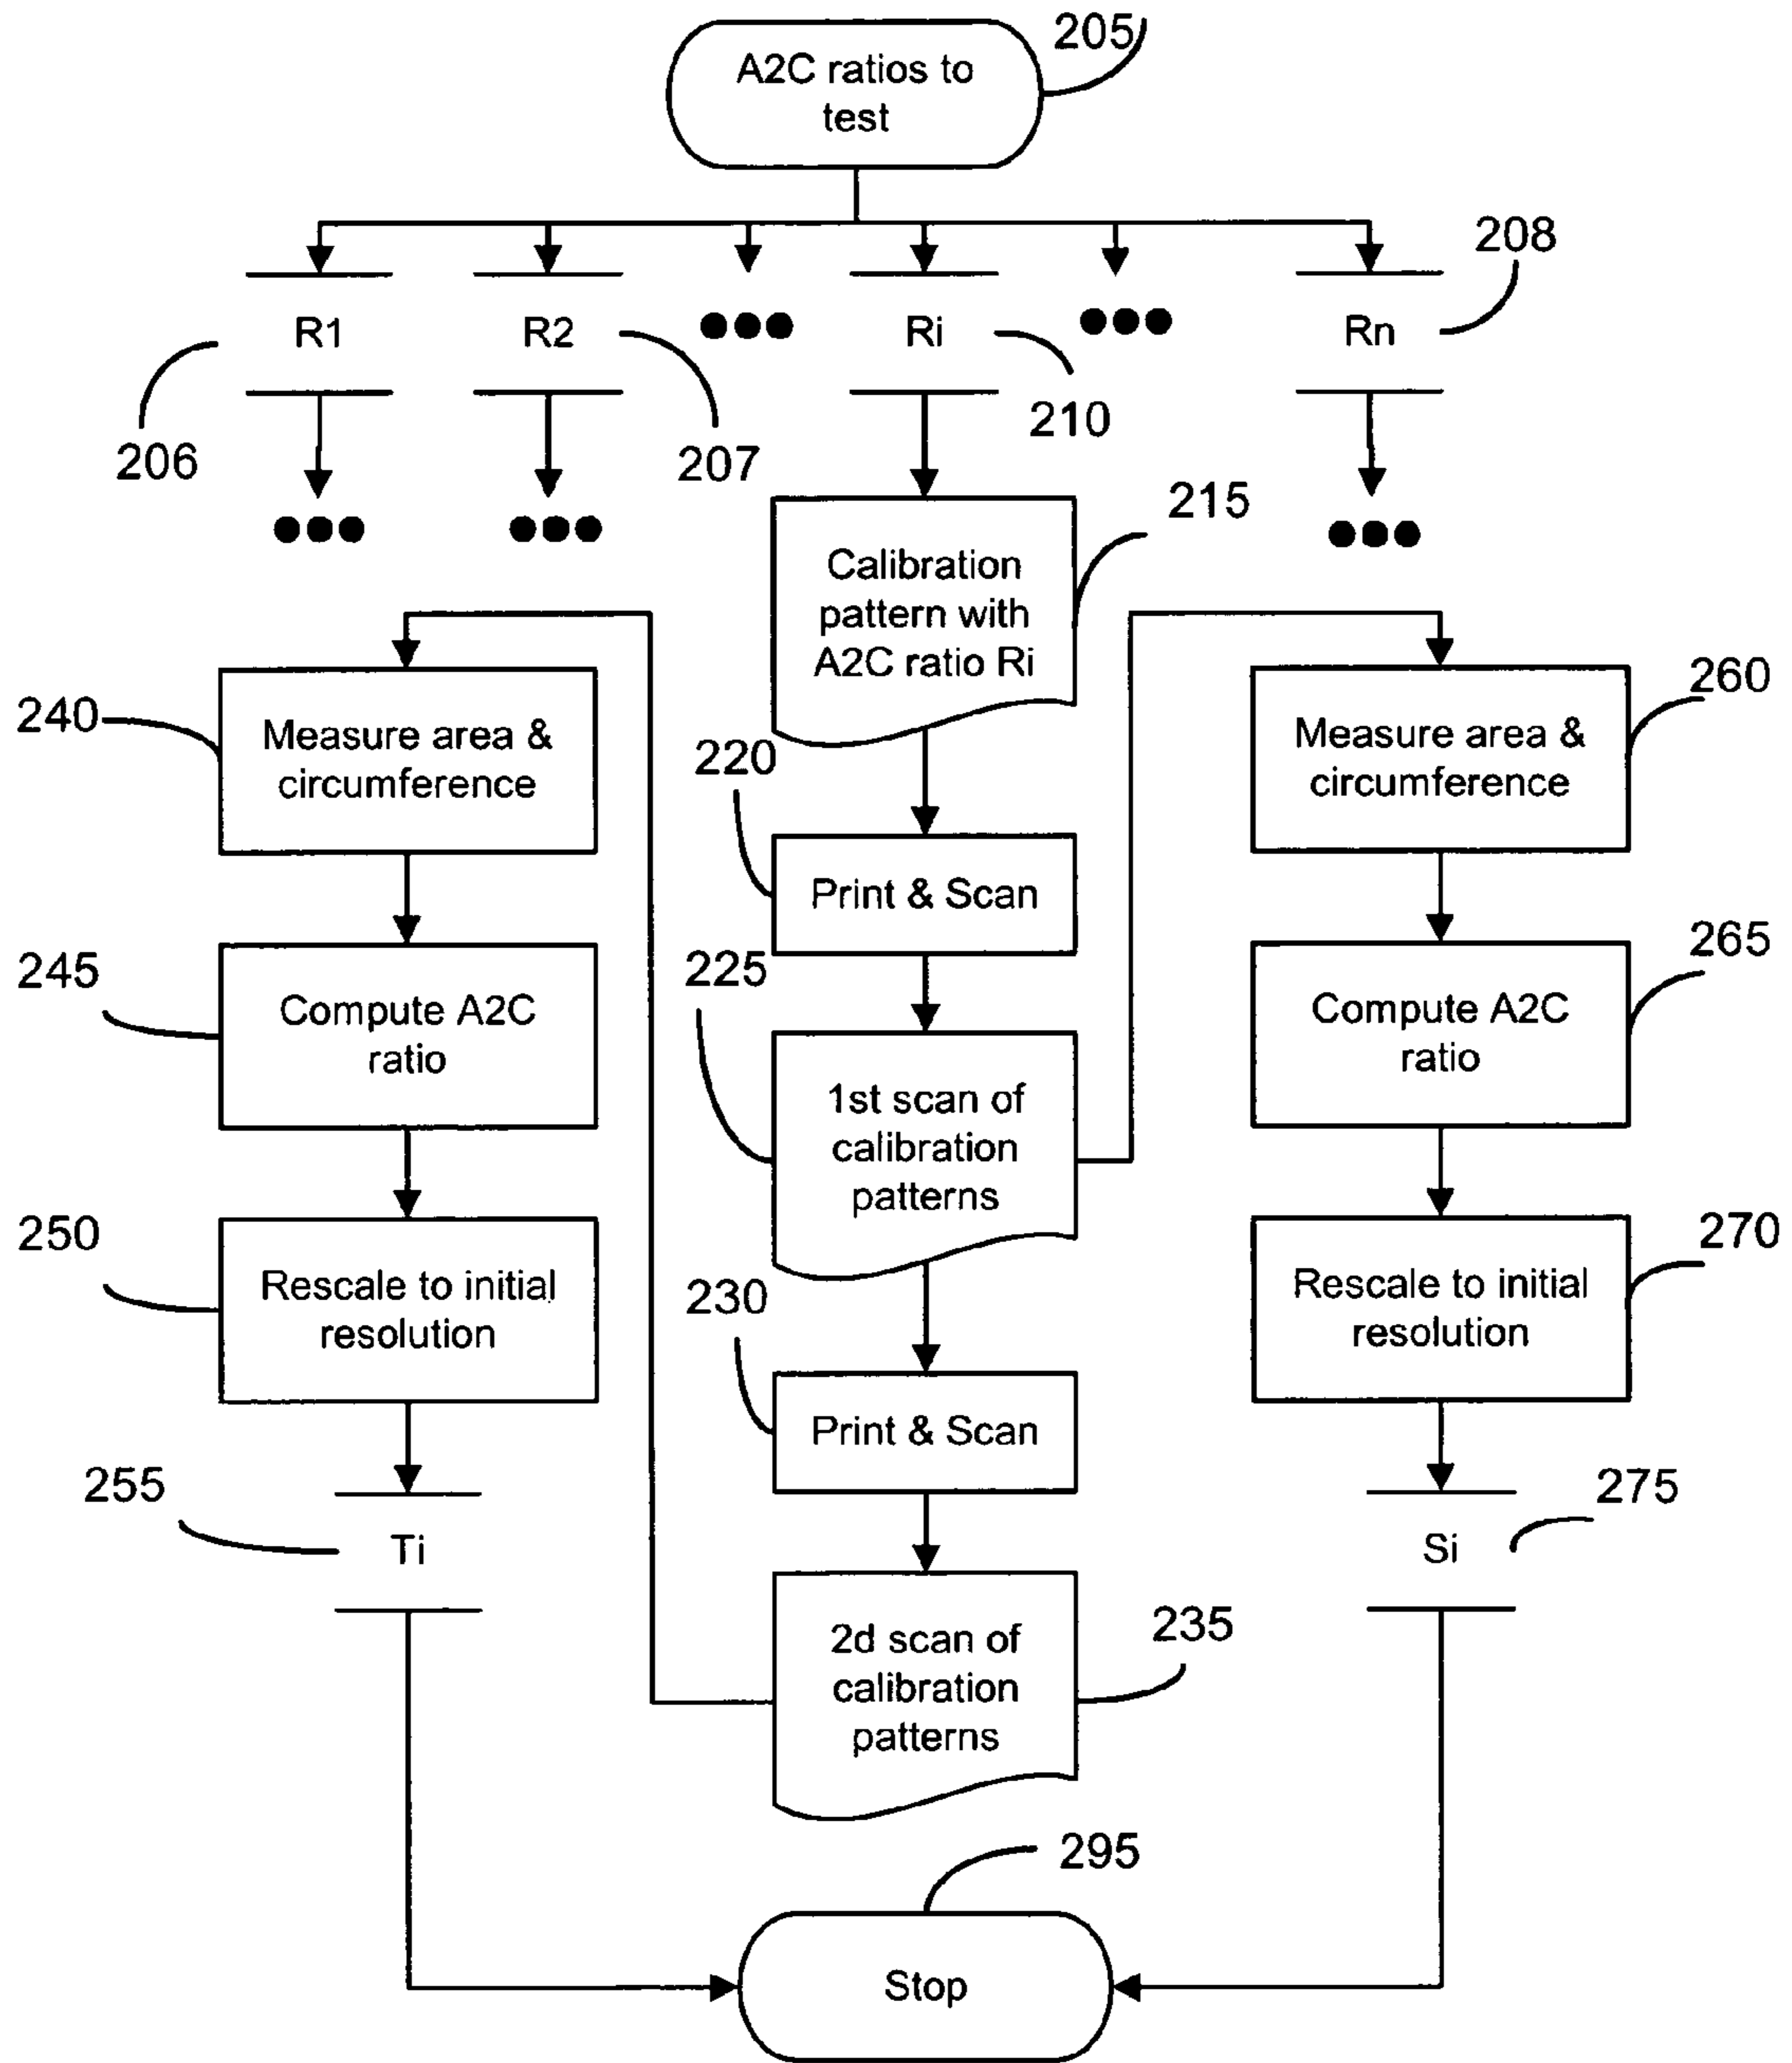 205
A2C ratios to
test
208
R1
R2
Ri
Rn
206
207
210
215
Calibration
pattern with
A2C ratio Ri
240
Measure area &
circumference
220
260
Measure area &
circumference
Print & Scan
245
Compute A2C
ratio
225
265
Compute A2C
ratio
1st scan of
calibration
patterns
250
Rescale to initial
resolution
230
270
Rescale to initial
resolution
Print & Scan
255
Ti
275
Si
235
2d scan of
calibration
patterns
295
Stop